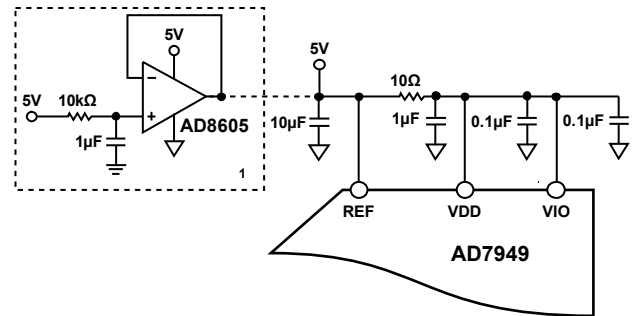 5V
10kΩ
1µF
5V
−
+
AD8605
1
5V
10µF
10Ω
1µF
0.1µF
0.1µF
REF
VDD
VIO
AD7949